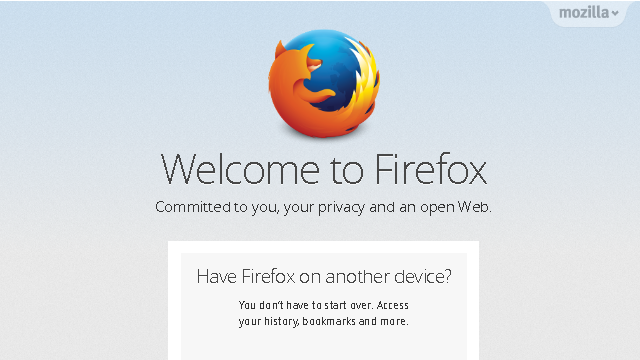 mozilla
Welcome to Firefox
Committed to you, your privacy and an open Web.
Have Firefox on another device?
You don't have to start over. Access
your history, bookmarks and more.